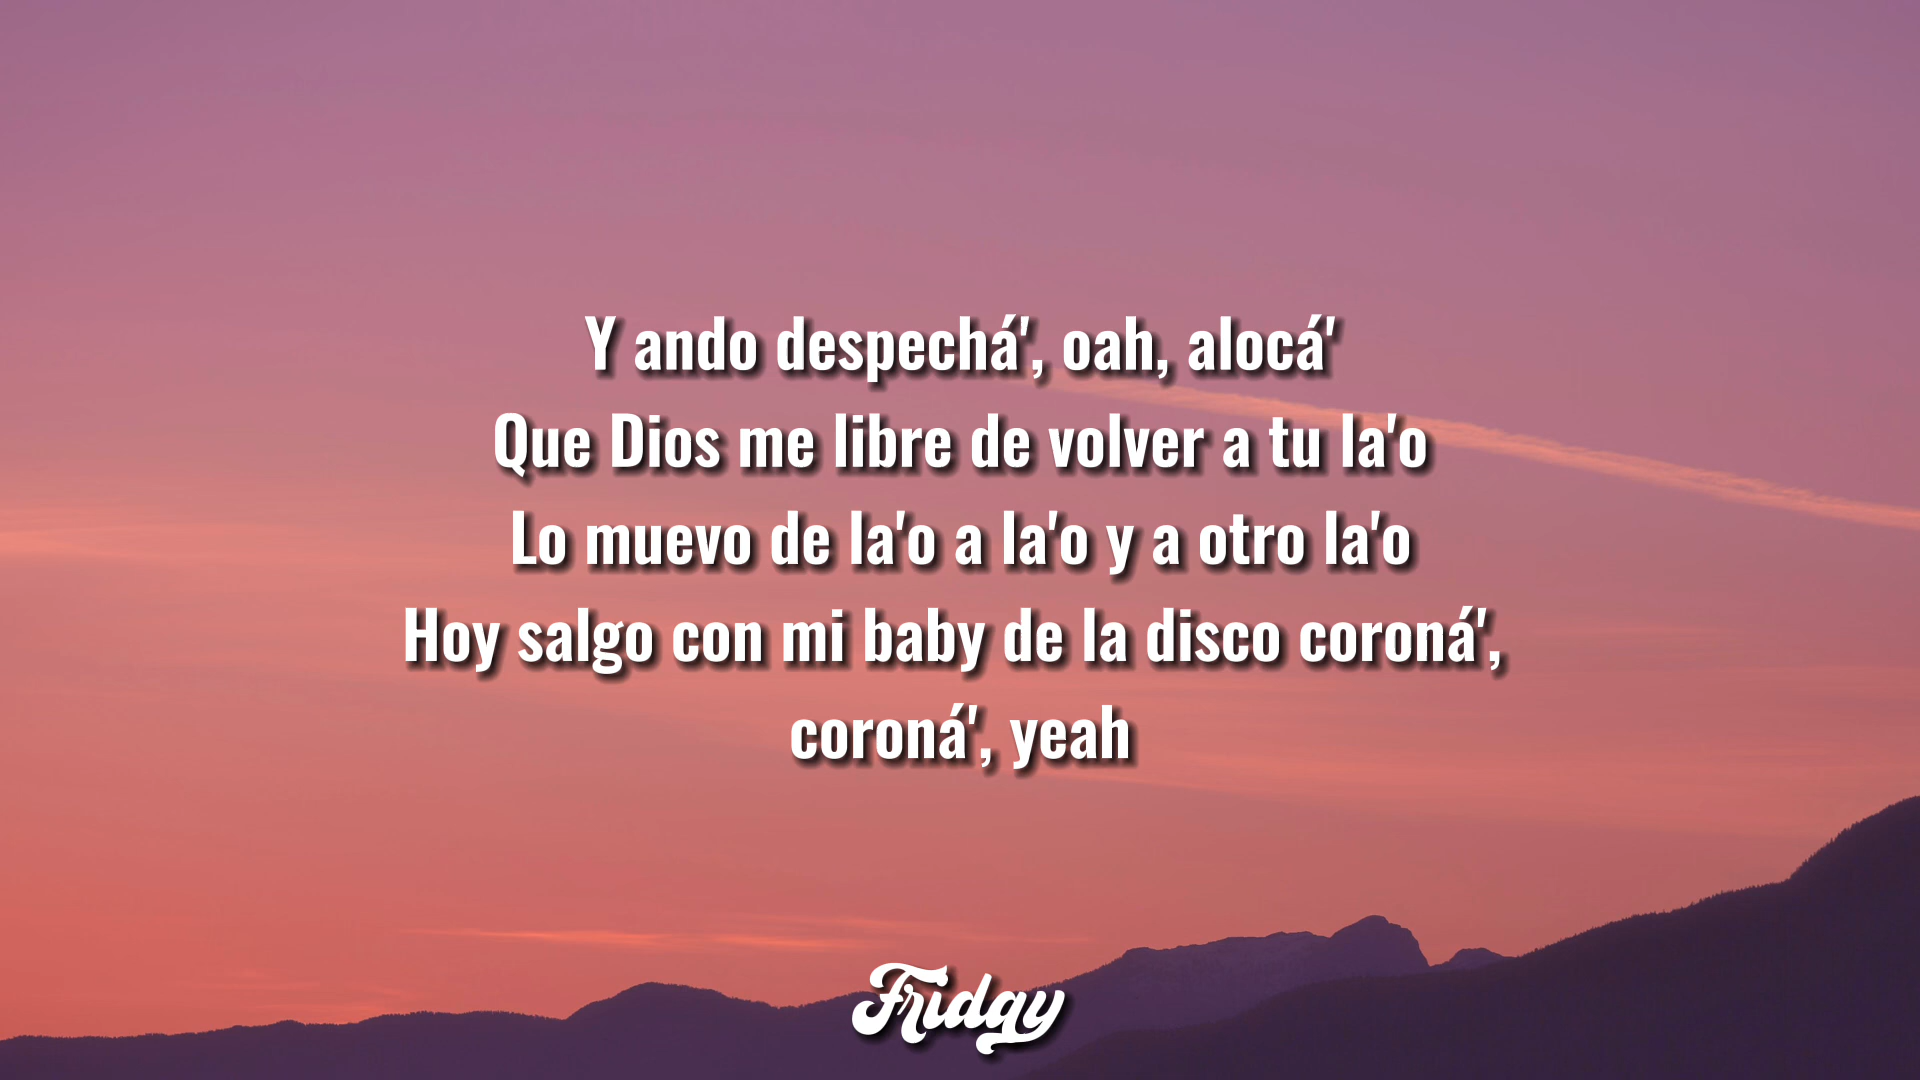 Y ando despechá', oah, alocá'
Que Dios me libre de volver a tu la'o
Lo muevo de la'o a la'o y a otro la'o
Hoy salgo con mi baby de la disco coroná',
coroná', yeah
Friday